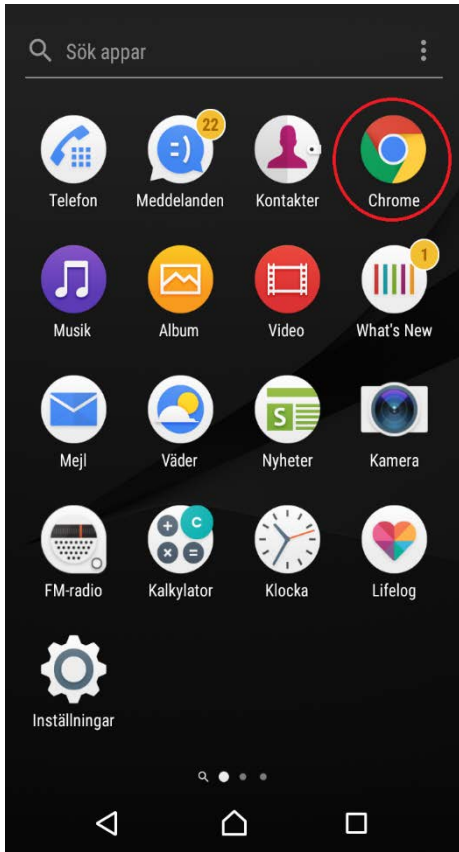 Sök appar
22
Telefon Meddelanden Kontakter Chrome
1
Musik Album Video What's New
S
Mejl Väder Nyheter Kamera
C
FM-radio Kalkylator Klocka Lifelog
Inställningar